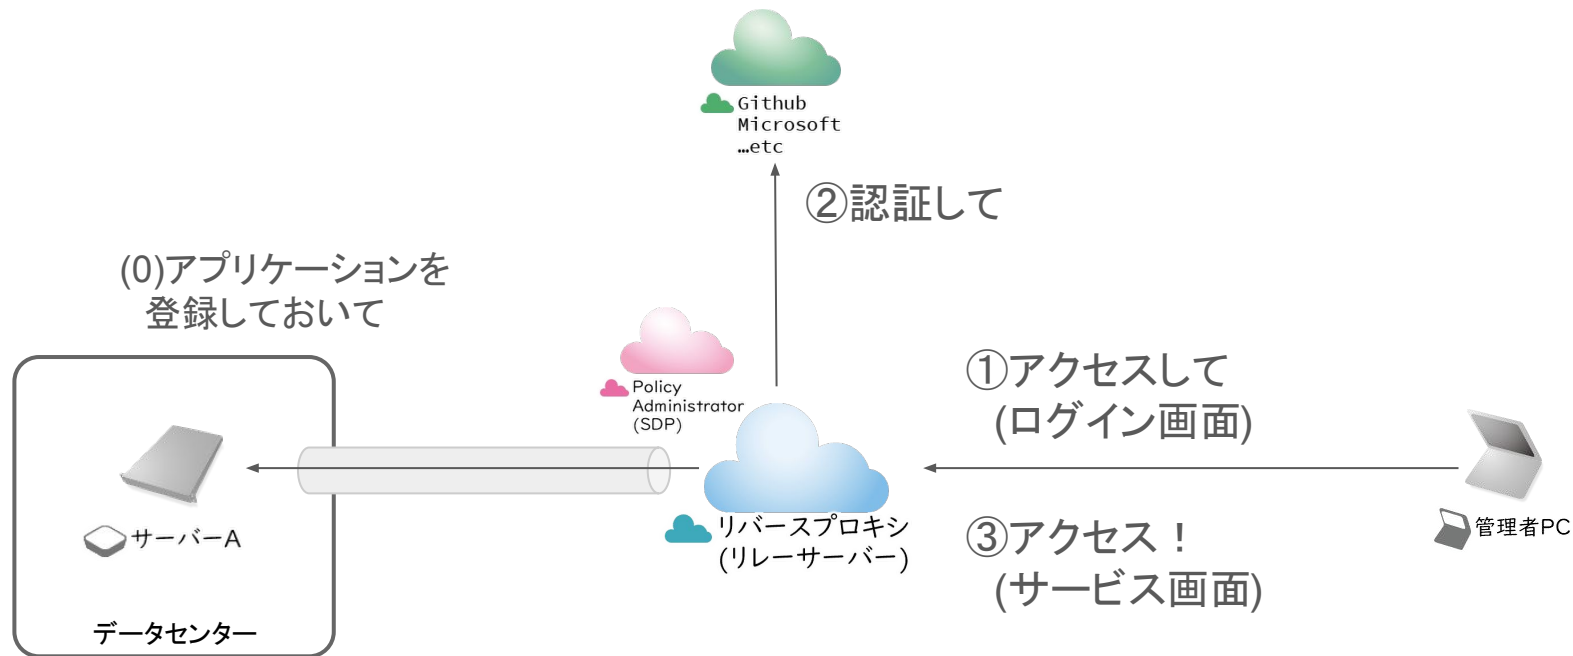 Github
Microsoft
…etc
②認証して
(0)アプリケーションを
登録しておいて
Policy
Administrator
(SDP)
①アクセスして
(ログイン画面)
サーバーA
リバースプロキシ
(リレーサーバー)
③アクセス！
(サービス画面)
管理者PC
データセンター